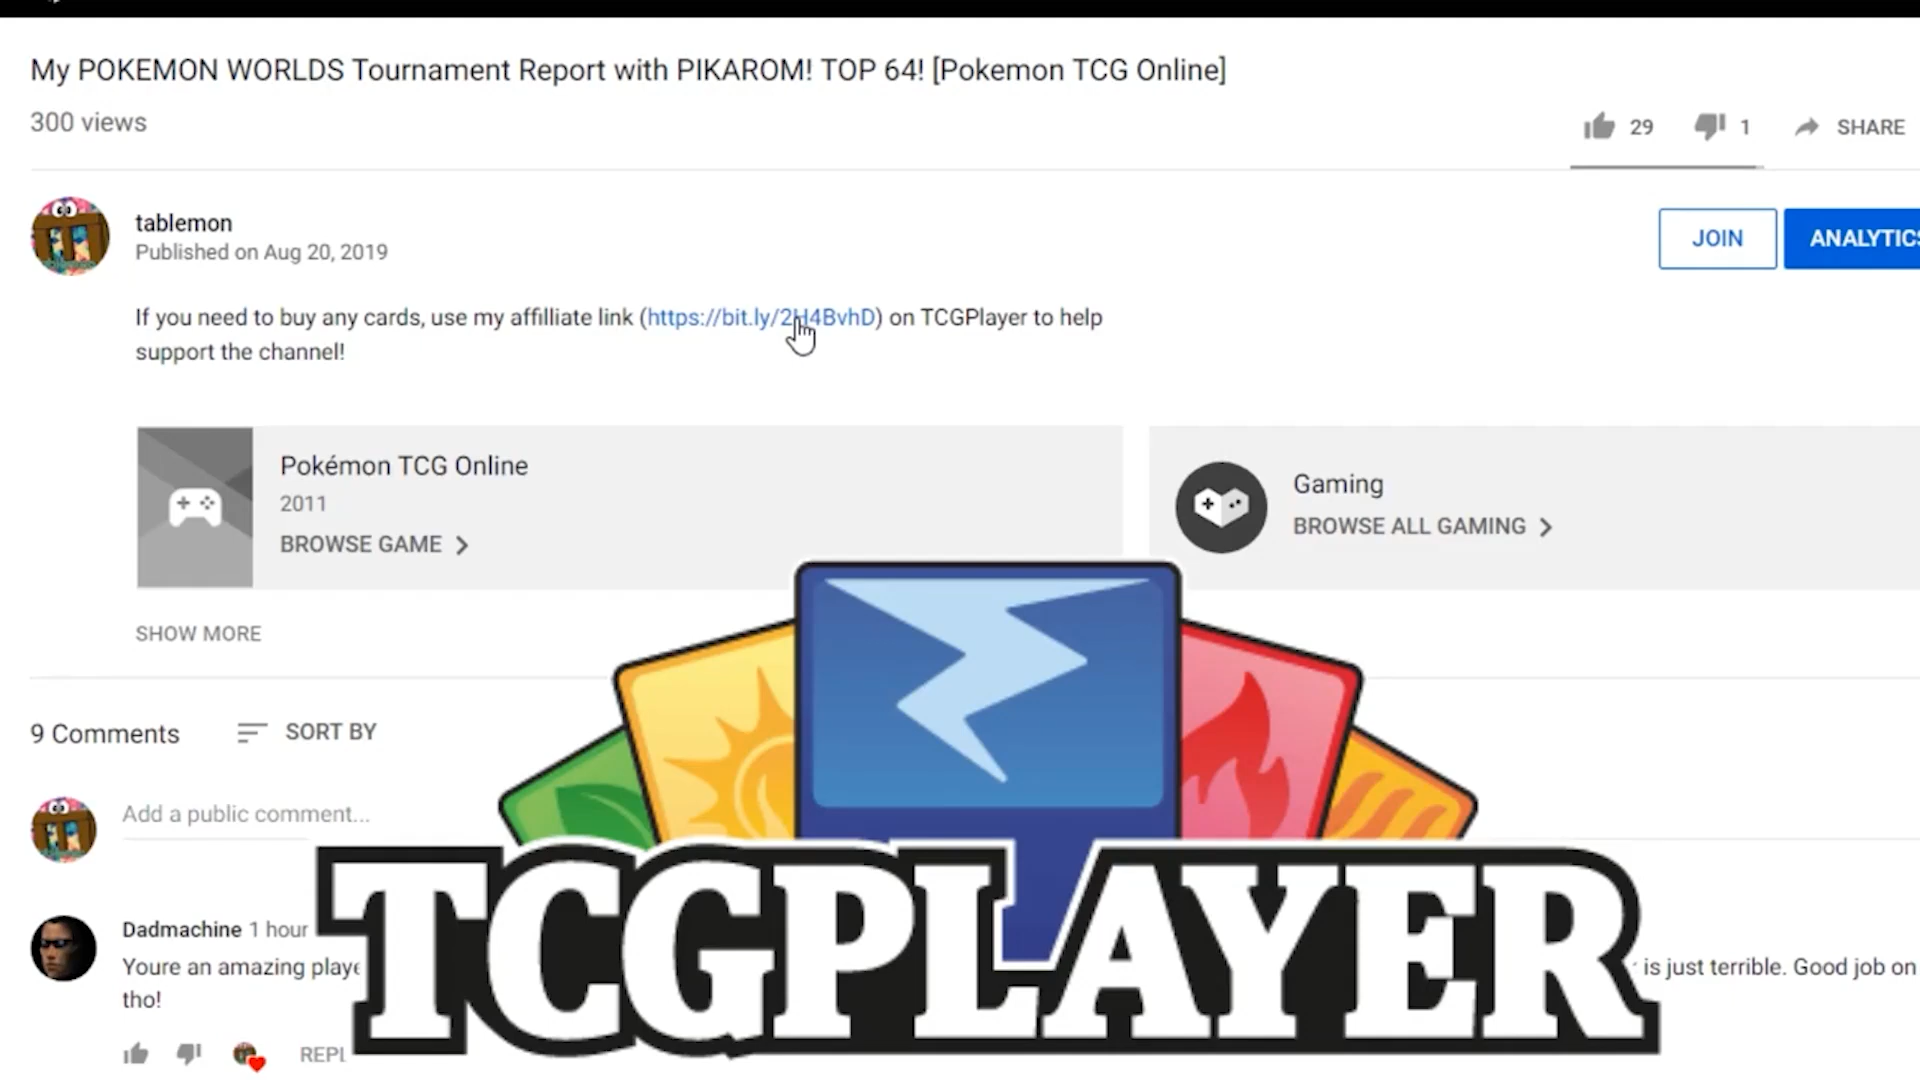 My POKEMON WORLDS Tournament Report with PIKAROM! TOP 64! [Pokemon TCG Online]
300 views
29
1
SHARE
tablemon
Published on Aug 20, 2019
JOIN
ANALYTICS
If you need to buy any cards, use my affilliate link (https://bit.ly/2H4BvhD) on TCGPlayer to help
support the channel!
Pokémon TCG Online
2011
BROWSE GAME
Gaming
BROWSE ALL GAMING
SHOW MORE
9 Comments
SORT BY
Add a public comment...
Dadmachine 1 hour
Youre an amazing playe
is just terrible. Good job on
tho!
REPL
TCGPLAYER